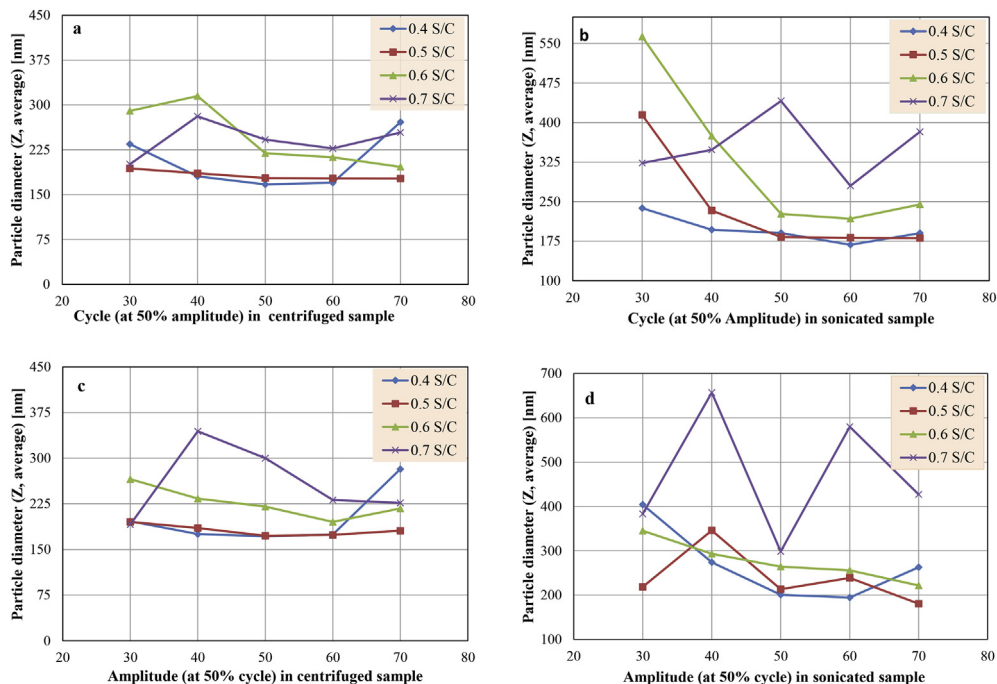 a
Particle diameter (Z, average) [nm]
450
375
300
225
150
75
0
20 30 40 50 60 70 80
Cycle (at 50% amplitude) in centrifuged sample
0.4 S/C
0.5 S/C
0.6 S/C
0.7 S/C
b
Particle diameter (Z, average) [nm]
550
475
400
325
250
175
100
20 30 40 50 60 70 80
Cycle (at 50% Amplitude) in sonicated sample
0.4 S/C
0.5 S/C
0.6 S/C
0.7 S/C
c
Particle diameter (Z, average) [nm]
450
375
300
225
150
75
0
20 30 40 50 60 70 80
Amplitude (at 50% cycle) in centrifuged sample
0.4 S/C
0.5 S/C
0.6 S/C
0.7 S/C
d
Particle diameter (Z, average) [nm]
700
600
500
400
300
200
100
20 30 40 50 60 70 80
Amplitude (at 50% cycle) in sonicated sample
0.4 S/C
0.5 S/C
0.6 S/C
0.7 S/C